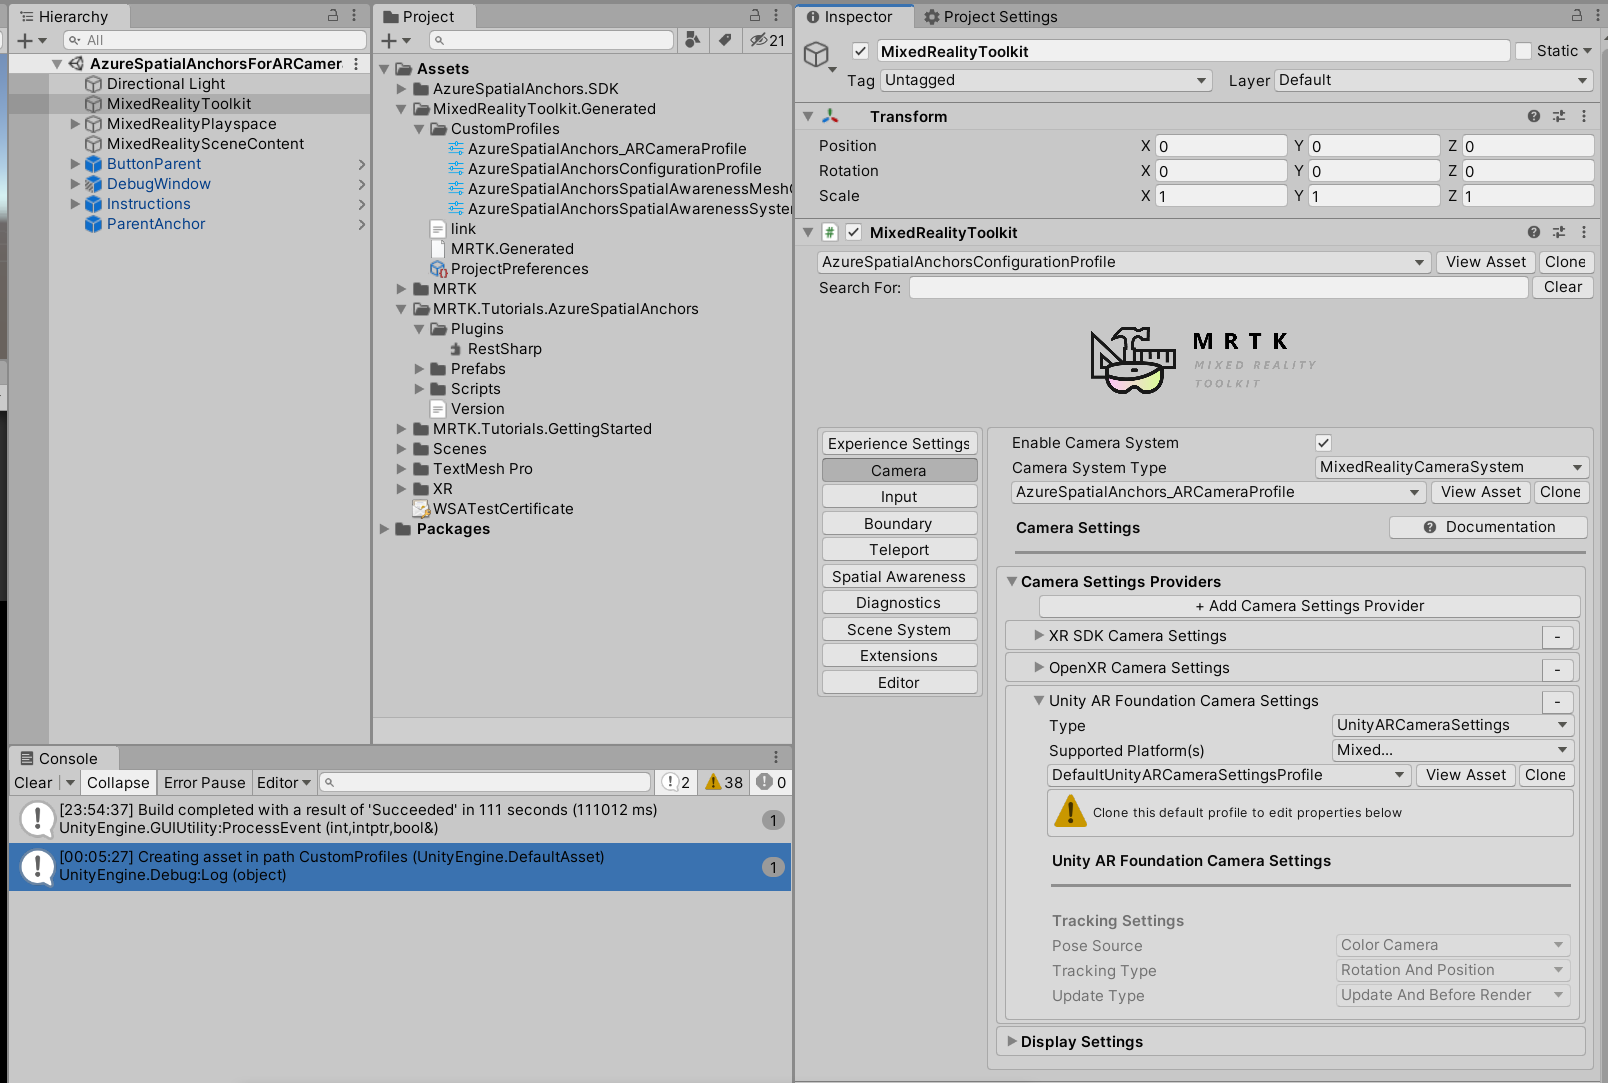 Hierarchy
All
AzureSpatialAnchorsForARCamer
Directional Light
MixedRealityToolkit
MixedRealityPlayspace
MixedRealitySceneContent
ButtonParent
DebugWindow
Instructions
ParentAnchor
Project
21
Assets
AzureSpatialAnchors.SDK
MixedRealityToolkit.Generated
CustomProfiles
AzureSpatialAnchors_ARCameraProfile
AzureSpatialAnchorsConfigurationProfile
AzureSpatialAnchorsSpatialAwarenessMesh
AzureSpatialAnchorsSpatialAwarenessSyste
link
MRTK.Generated
ProjectPreferences
MRTK
MRTK.Tutorials.AzureSpatialAnchors
Plugins
RestSharp
Prefabs
Scripts
Version
MRTK.Tutorials.GettingStarted
Scenes
TextMesh Pro
XR
WSATestCertificate
Packages
Console
Clear Collapse Error Pause Editor 2 38 0
[23:54:37] Build completed with a result of 'Succeeded' in 111 seconds (111012 ms)
UnityEngine.GUIUtility:ProcessEvent (int,intptr,bool&)
1
[00:05:27] Creating asset in path CustomProfiles (UnityEngine.DefaultAsset)
UnityEngine.Debug:Log (object)
1
Inspector Project Settings
MixedRealityToolkit Static
Tag Untagged Layer Default
Transform
Position X 0 Y 0 Z 0
Rotation X 0 Y 0 Z 0
Scale X 1 Y 1 Z 1
# MixedRealityToolkit
AzureSpatialAnchorsConfigurationProfile View Asset Clone
Search For: Clear
MRTK
MIXED REALITY
TOOLKIT
Experience Settings
Camera
Input
Boundary
Teleport
Spatial Awareness
Diagnostics
Scene System
Extensions
Editor
Enable Camera System
Camera System Type MixedRealityCameraSystem
AzureSpatialAnchors_ARCameraProfile View Asset Clone
Camera Settings Documentation
Camera Settings Providers
+ Add Camera Settings Provider
XR SDK Camera Settings -
OpenXR Camera Settings -
Unity AR Foundation Camera Settings -
Type UnityARCameraSettings
Supported Platform(s) Mixed...
DefaultUnityARCameraSettingsProfile View Asset Clone
Clone this default profile to edit properties below
Unity AR Foundation Camera Settings
Tracking Settings
Pose Source Color Camera
Tracking Type Rotation And Position
Update Type Update And Before Render
Display Settings